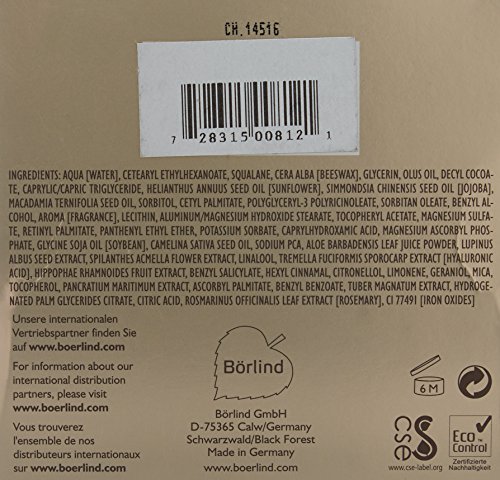 CH.14516
7 28315 00812 1
INGREDIENTS: AQUA [WATER], CETEARYL ETHYLHEXANOATE, SQUALANE, CERA ALBA [BEESWAX], GLYCERIN, OLUS OIL, DECYL COCOA-
TE, CAPRYLIC/CAPRIC TRIGLYCERIDE, HELIANTHUS ANNUUS SEED OIL [SUNFLOWER], SIMMONDSIA CHINENSIS SEED OIL [JOJOBA],
MACADAMIA TERNIFOLIA SEED OIL, SORBITOL, CETYL PALMITATE, POLYGLYCERYL-3 POLYRICINOLEATE, SORBITAN OLEATE, BENZYL AL-
COHOL, AROMA [FRAGRANCE], LECITHIN, ALUMINUM/MAGNESIUM HYDROXIDE STEARATE, TOCOPHERYL ACETATE, MAGNESIUM SULFA-
TE, RETINYL PALMITATE, PANTHENYL ETHYL ETHER, POTASSIUM SORBATE, CAPRYLHYDROXAMIC ACID, MAGNESIUM ASCORBYL PHOS-
PHATE, GLYCINE SOJA OIL [SOYBEAN], CAMELINA SATIVA SEED OIL, SODIUM PCA, ALOE BARBADENSIS LEAF JUICE POWDER, LUPINUS
ALBUS SEED EXTRACT, SPILANTHES ACMELLA FLOWER EXTRACT, LINALOOL, TREMELLA FUCIFORMIS SPOROCARP EXTRACT [HYALURONIC
ACID], HIPPOPHAE RHAMNOIDES FRUIT EXTRACT, BENZYL SALICYLATE, HEXYL CINNAMAL, CITRONELLOL, LIMONENE, GERANIOL, MICA,
TOCOPHEROL, PANCRATIUM MARITIMUM EXTRACT, ASCORBYL PALMITATE, BENZYL BENZOATE, TUBER MAGNATUM EXTRACT, HYDROGE-
NATED PALM GLYCERIDES CITRATE, CITRIC ACID, ROSMARINUS OFFICINALIS LEAF EXTRACT [ROSEMARY], CI 77491 [IRON OXIDES]
Unsere internationalen
Vertriebspartner finden Sie
auf www.boerlind.com
For information about our
international distribution
partners, please visit
www.boerlind.com
Vous trouverez
l'ensemble de nos
distributeurs internationaux
sur www.boerlind.com
Börlind
Börlind GmbH
D-75365 Calw/Germany
Schwarzwald/Black Forest
Made in Germany
6 M
cse
www.cse-label.org
Eco™
Control
Zertifizierte
Nachhaltigkeit